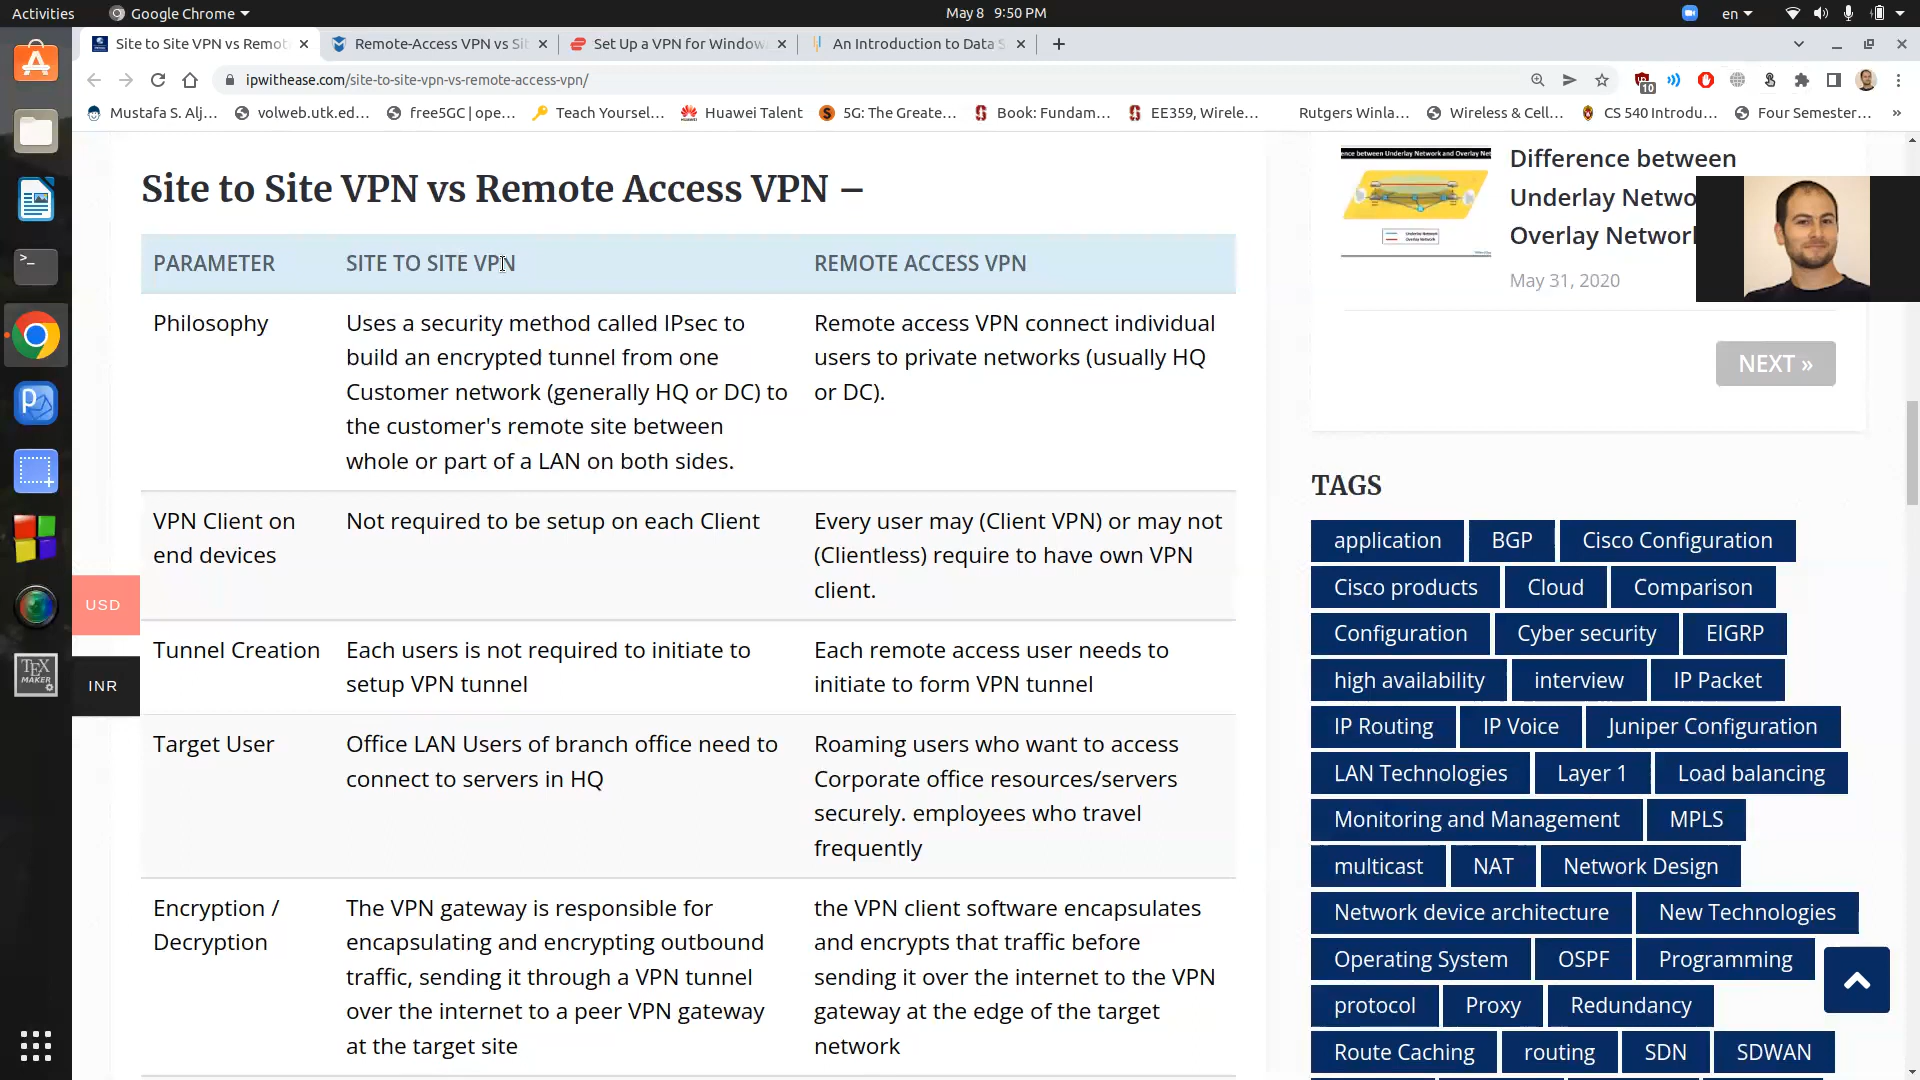 Activities
Google Chrome
May 8 9:50 PM
en
Site to Site VPN vs Remot
Remote-Access VPN vs Sit
Set Up a VPN for Window
An Introduction to Data S
ipwithease.com/site-to-site-vpn-vs-remote-access-vpn/
10
Mustafa S. Alj...
volweb.utk.ed...
free5GC | ope...
Teach Yoursel...
Huawei Talent
5G: The Greate...
Book: Fundam...
EE359, Wirele...
Rutgers Winla...
Wireless & Cell...
CS 540 Introdu...
Four Semester...
»
Site to Site VPN vs Remote Access VPN –
PARAMETER
SITE TO SITE VPN
REMOTE ACCESS VPN
Philosophy
Uses a security method called IPsec to
build an encrypted tunnel from one
Customer network (generally HQ or DC) to
the customer's remote site between
whole or part of a LAN on both sides.
Remote access VPN connect individual
users to private networks (usually HQ
or DC).
VPN Client on
end devices
Not required to be setup on each Client
Every user may (Client VPN) or may not
(Clientless) require to have own VPN
client.
Tunnel Creation
Each users is not required to initiate to
setup VPN tunnel
Each remote access user needs to
initiate to form VPN tunnel
Target User
Office LAN Users of branch office need to
connect to servers in HQ
Roaming users who want to access
Corporate office resources/servers
securely. employees who travel
frequently
Encryption /
Decryption
The VPN gateway is responsible for
encapsulating and encrypting outbound
traffic, sending it through a VPN tunnel
over the internet to a peer VPN gateway
at the target site
the VPN client software encapsulates
and encrypts that traffic before
sending it over the internet to the VPN
gateway at the edge of the target
network
USD
INR
TEX
MAKER
ence between Underlay Network and Overlay Net
Difference between
Underlay Netwo
Overlay Network
May 31, 2020
NEXT »
TAGS
application
BGP
Cisco Configuration
Cisco products
Cloud
Comparison
Configuration
Cyber security
EIGRP
high availability
interview
IP Packet
IP Routing
IP Voice
Juniper Configuration
LAN Technologies
Layer 1
Load balancing
Monitoring and Management
MPLS
multicast
NAT
Network Design
Network device architecture
New Technologies
Operating System
OSPF
Programming
protocol
Proxy
Redundancy
Route Caching
routing
SDN
SDWAN